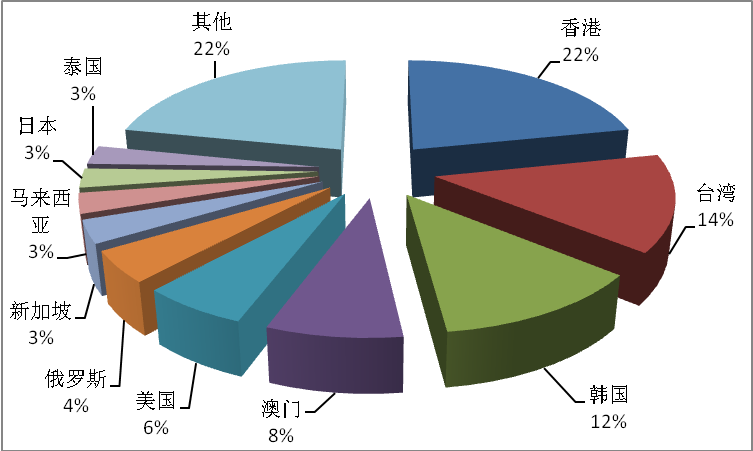 其他
22%
香港
22%
台湾
14%
韩国
12%
澳门
8%
美国
6%
俄罗斯
4%
新加坡
3%
马来西
亚
3%
日本
3%
泰国
3%